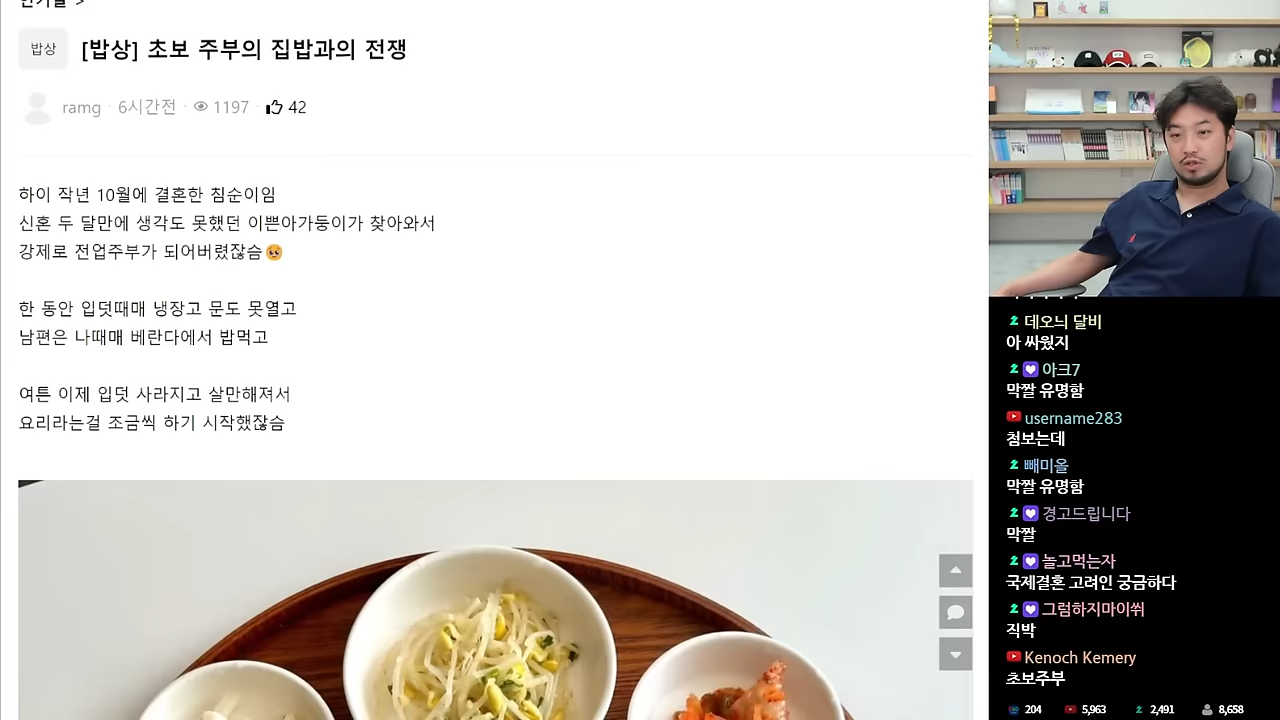 인기글 >
밥상
[밥상] 초보 주부의 집밥과의 전쟁
ramg · 6시간전 · 1197 · 42
하이 작년 10월에 결혼한 침순이임
신혼 두 달만에 생각도 못했던 이쁜아가둥이가 찾아와서
강제로 전업주부가 되어버렸잖슴🥺
한 동안 입덧때매 냉장고 문도 못열고
남편은 나때매 베란다에서 밥먹고
여튼 이제 입덧 사라지고 살만해져서
요리라는걸 조금씩 하기 시작했잖슴
데오늬 달비
아 싸웠지
아크7
막짤 유명함
username283
첨보는데
빼미올
막짤 유명함
경고드립니다
막짤
놀고먹는자
국제결혼 고려인 궁금하다
그럼하지마이쒸
직박
Kenoch Kemery
초보주부
204 5,963 2,491 8,658